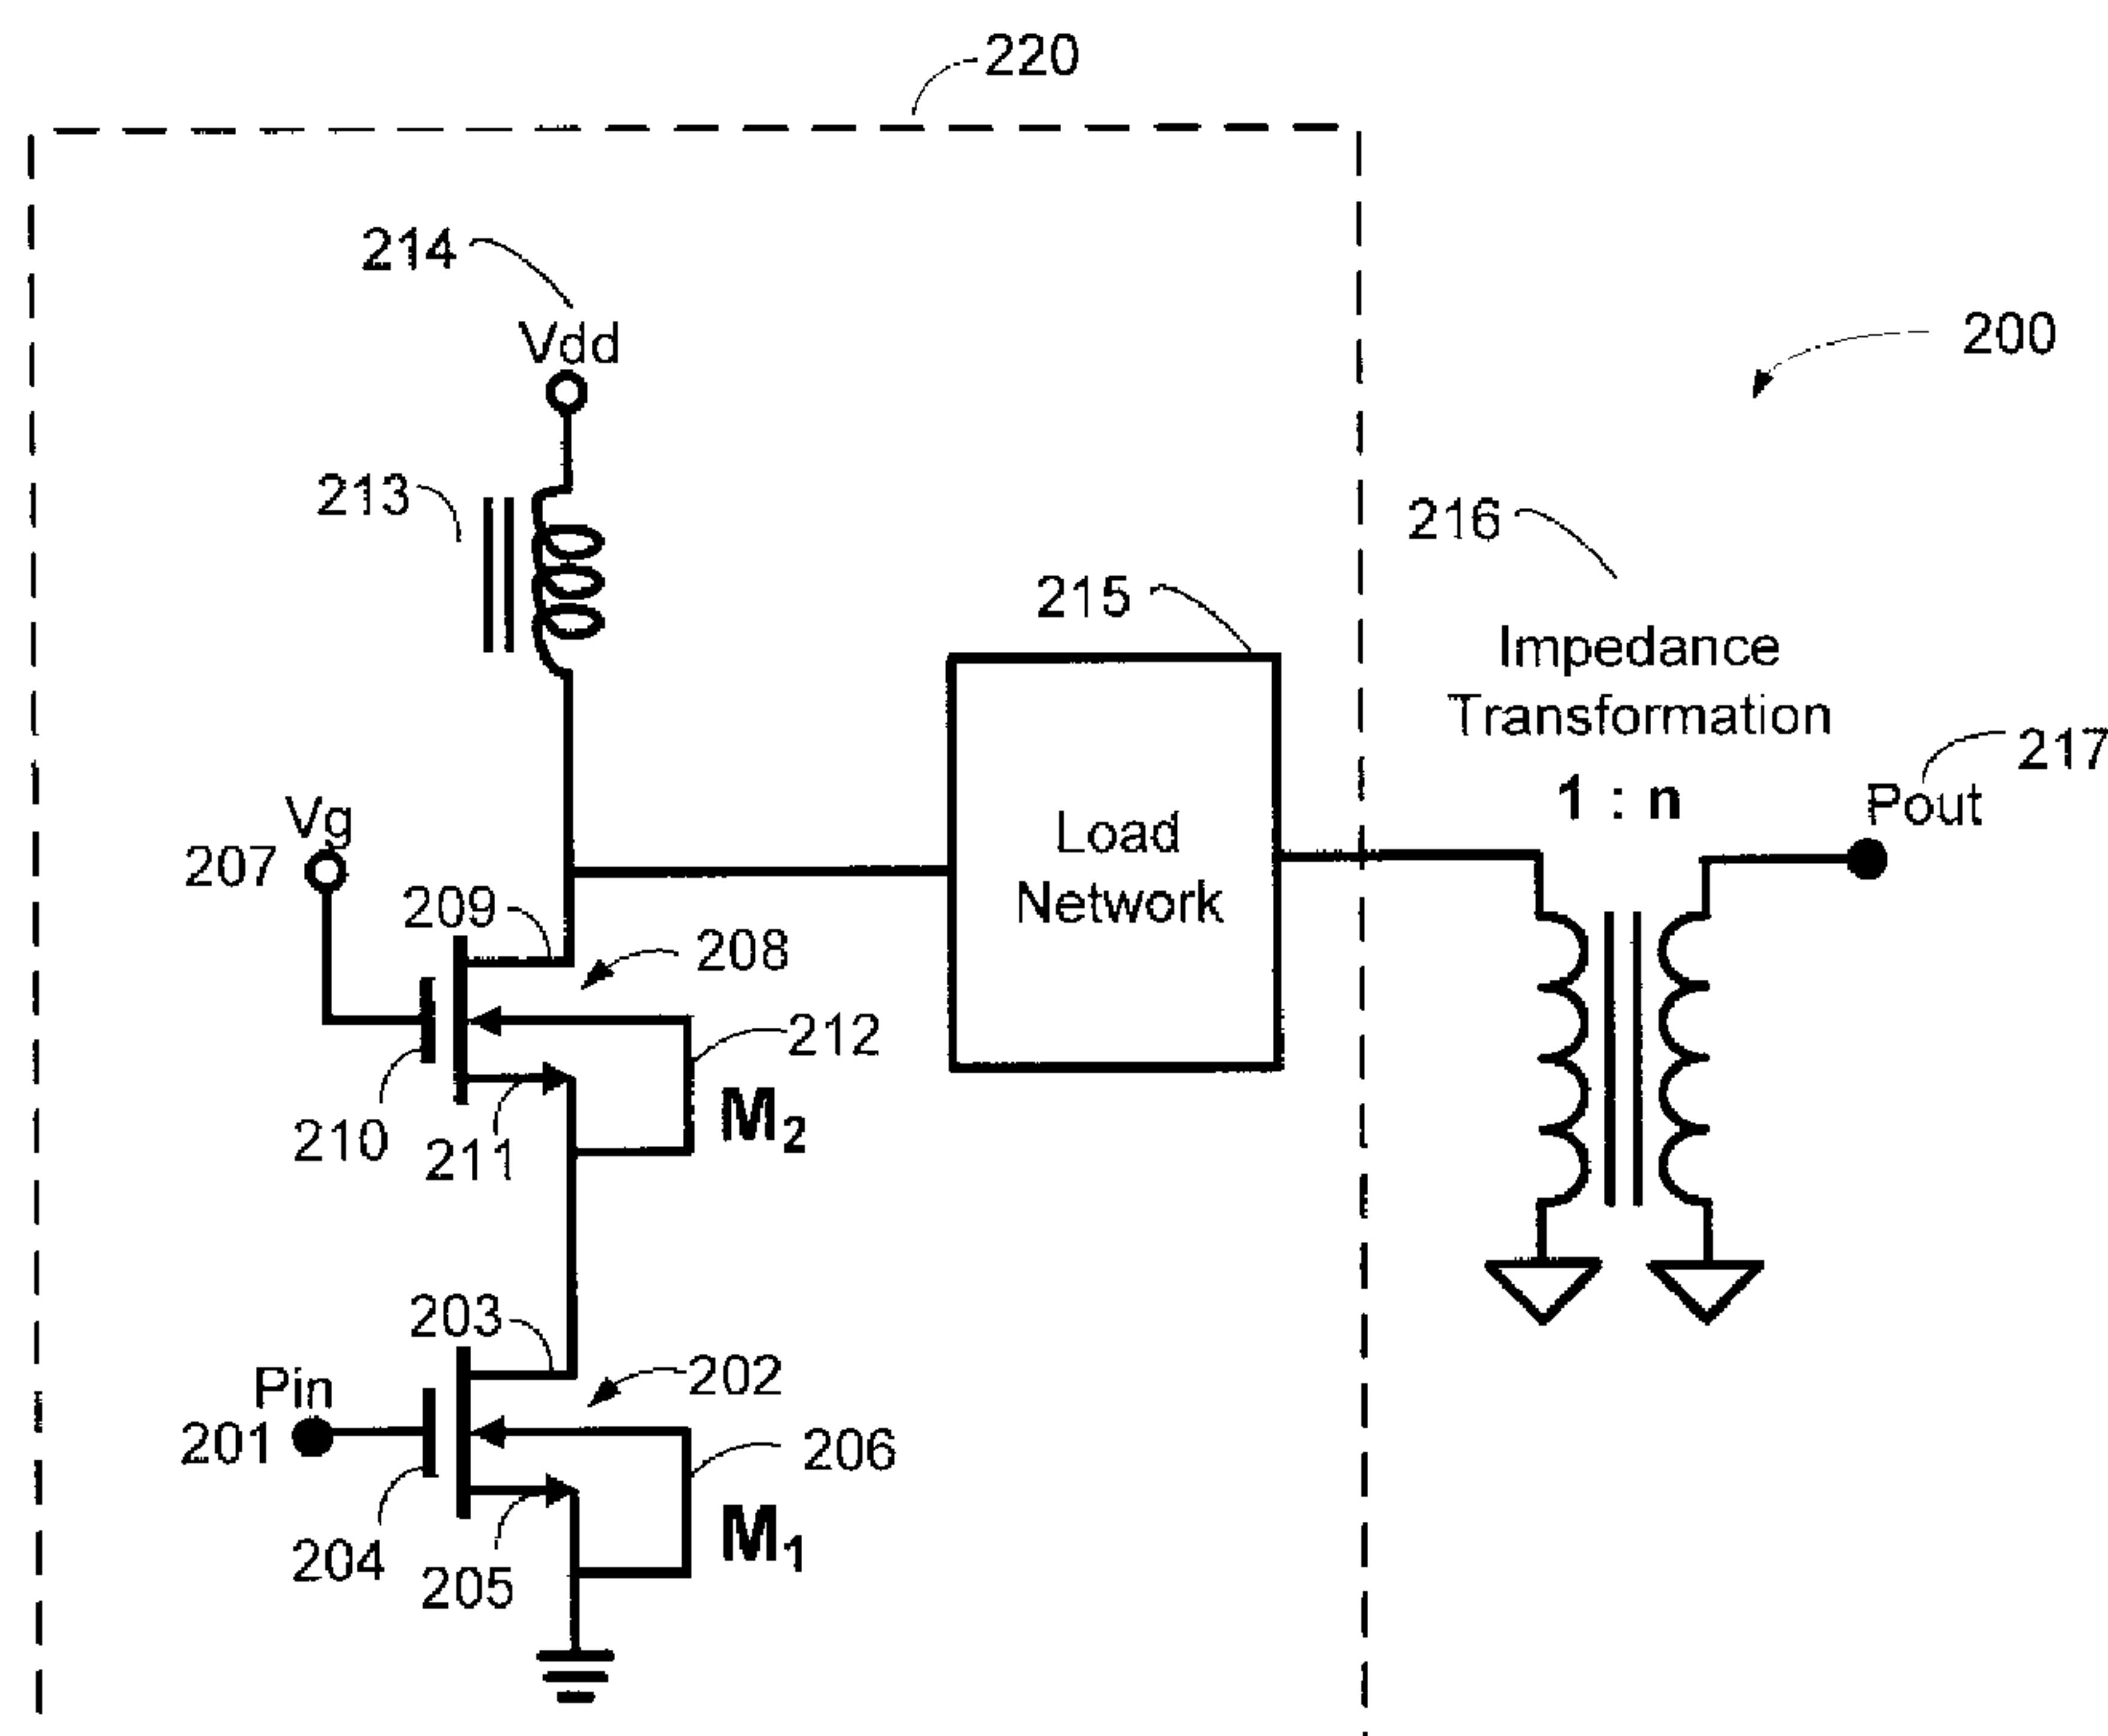 220
214
Vdd
200
213
216
215
Impedance
Transformation
217
1 : n
Pout
Vg
207
Load
Network
209
208
212
210
211
M₂
203
202
Pin
201
206
204
205
M₁